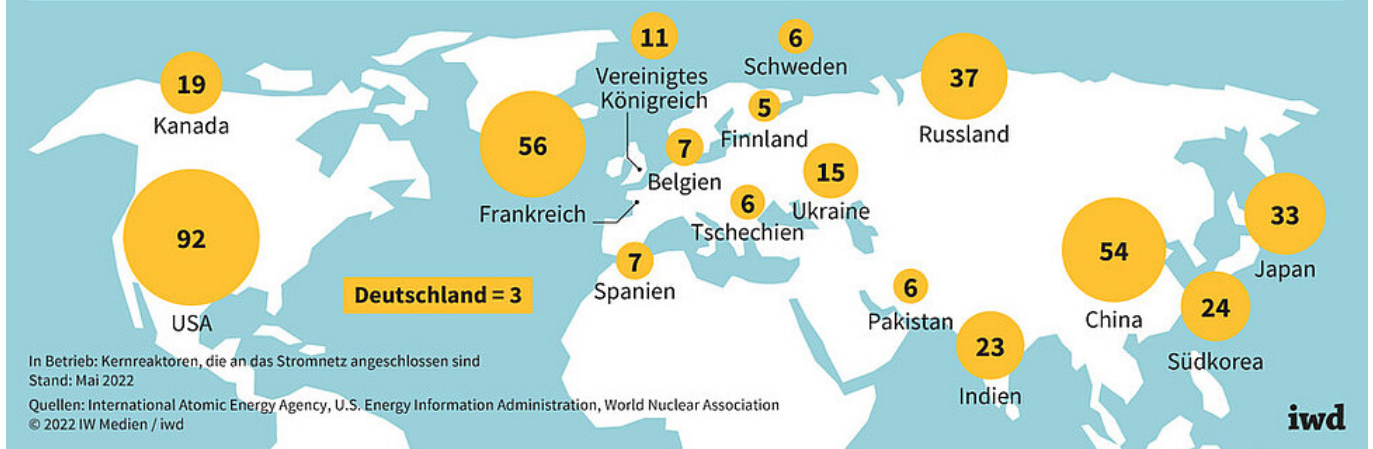 19
Kanada
92
USA
56
Frankreich
11
Vereinigtes
Königreich
6
Schweden
5
Finnland
7
Belgien
6
Tschechien
15
Ukraine
7
Spanien
37
Russland
6
Pakistan
23
Indien
54
China
24
Südkorea
33
Japan
Deutschland = 3
In Betrieb: Kernreaktoren, die an das Stromnetz angeschlossen sind
Stand: Mai 2022
Quellen: International Atomic Energy Agency, U.S. Energy Information Administration, World Nuclear Association
© 2022 IW Medien / iwd
iwd